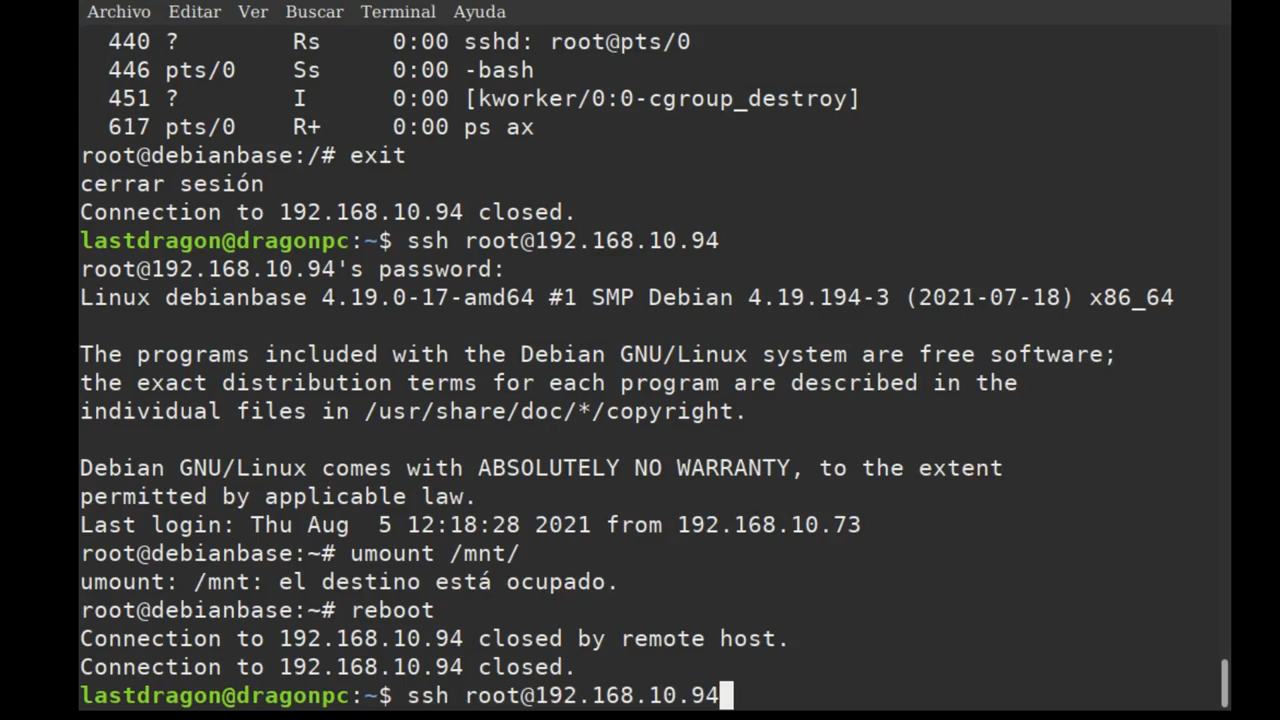 Archivo Editar Ver Buscar Terminal Ayuda
440 ? Rs 0:00 sshd: root@pts/0
446 pts/0 Ss 0:00 -bash
451 ? I 0:00 [kworker/0:0-cgroup_destroy]
617 pts/0 R+ 0:00 ps ax
root@debianbase:/# exit
cerrar sesión
Connection to 192.168.10.94 closed.
lastdragon@dragonpc:~$ ssh root@192.168.10.94
root@192.168.10.94's password:
Linux debianbase 4.19.0-17-amd64 #1 SMP Debian 4.19.194-3 (2021-07-18) x86_64
The programs included with the Debian GNU/Linux system are free software;
the exact distribution terms for each program are described in the
individual files in /usr/share/doc/*/copyright.
Debian GNU/Linux comes with ABSOLUTELY NO WARRANTY, to the extent
permitted by applicable law.
Last login: Thu Aug  5 12:18:28 2021 from 192.168.10.73
root@debianbase:~# umount /mnt/
umount: /mnt: el destino está ocupado.
root@debianbase:~# reboot
Connection to 192.168.10.94 closed by remote host.
Connection to 192.168.10.94 closed.
lastdragon@dragonpc:~$ ssh root@192.168.10.94